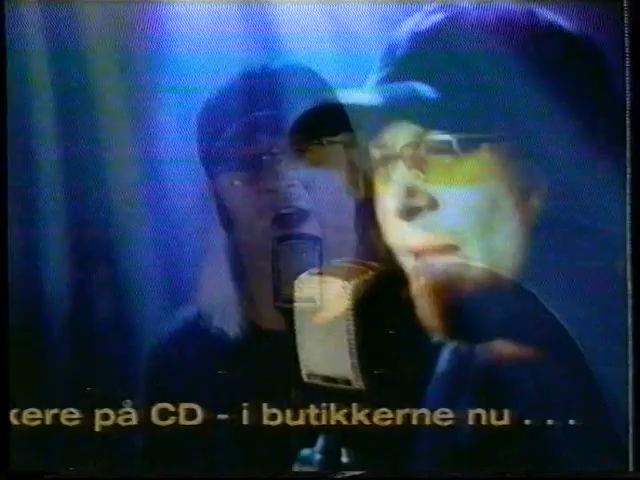 kere på CD - i butikkerne nu . . .